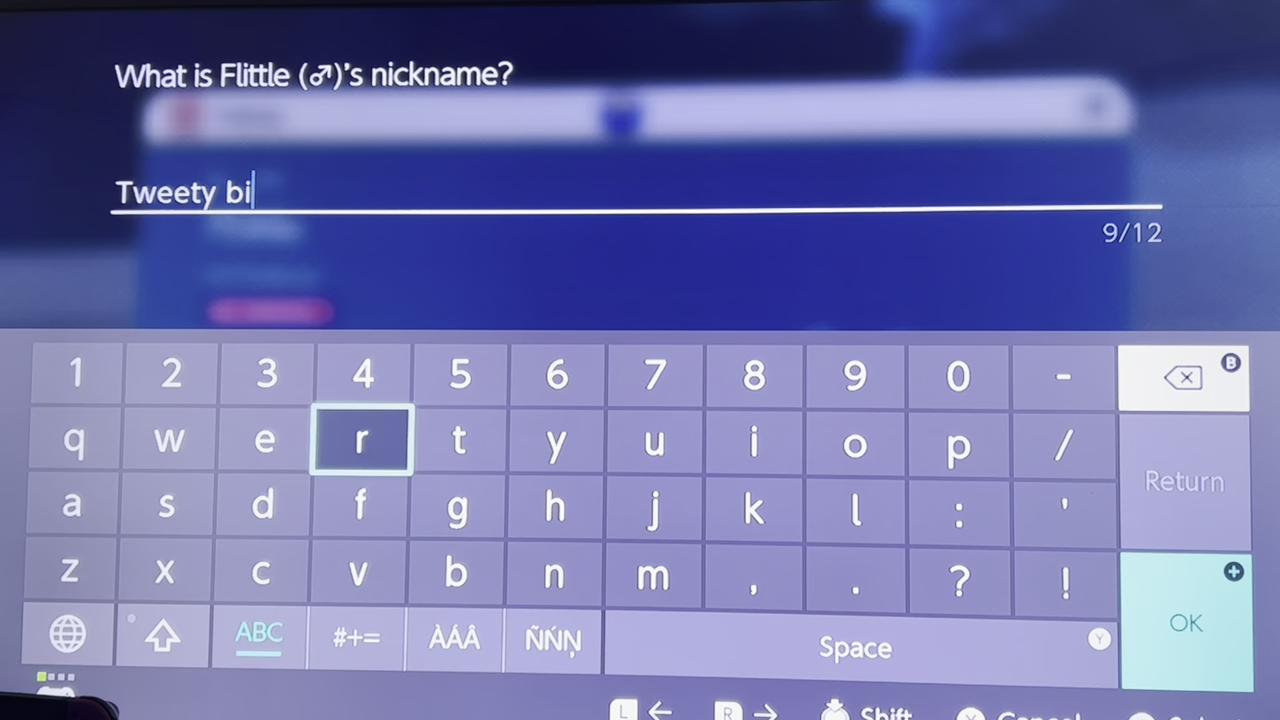 What is Flittle (♂)'s nickname?
Tweety bi
9/12
1 2 3 4 5 6 7 8 9 0 - B
q w e r t y u i o p /
Return
a s d f g h j k l : '
z x c v b n m , . ? ! +
OK
ABC #+= ÀÁÂ ÑŃŅ Space Y
L ← R → Shift X Cancel